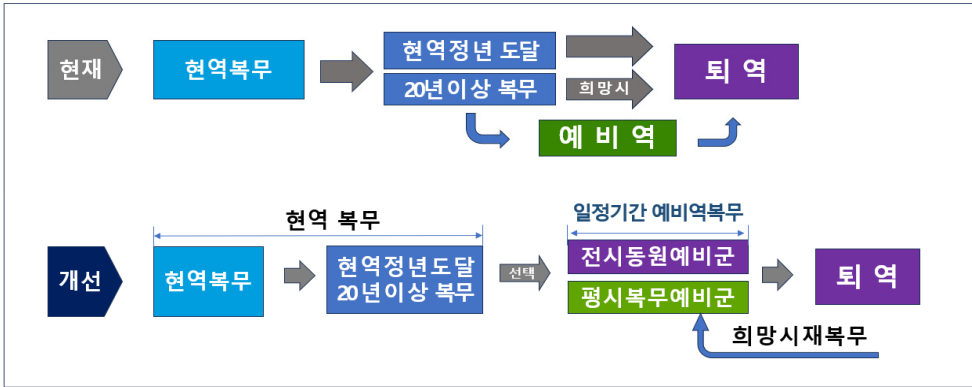 현재
현역복무
현역정년 도달
20년이상 복무
희망시
퇴 역
예 비 역
개선
현역 복무
현역복무
현역정년도달
20년이상 복무
선택
일정기간 예비역복무
전시동원예비군
평시복무예비군
퇴 역
희망시재복무